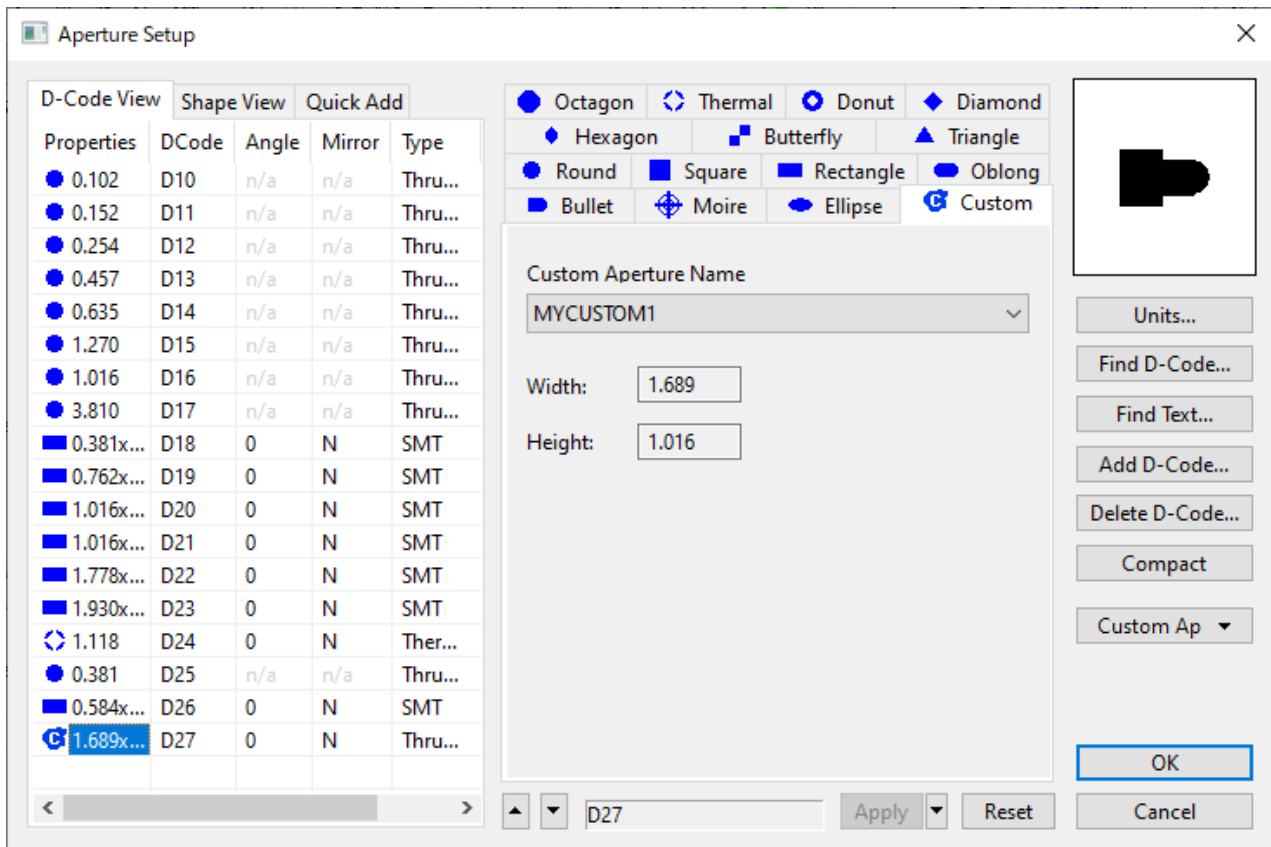 Aperture Setup
D-Code View Shape View Quick Add
Properties DCode Angle Mirror Type
0.102 D10 n/a n/a Thru...
0.152 D11 n/a n/a Thru...
0.254 D12 n/a n/a Thru...
0.457 D13 n/a n/a Thru...
0.635 D14 n/a n/a Thru...
1.270 D15 n/a n/a Thru...
1.016 D16 n/a n/a Thru...
3.810 D17 n/a n/a Thru...
0.381x... D18 0 N SMT
0.762x... D19 0 N SMT
1.016x... D20 0 N SMT
1.016x... D21 0 N SMT
1.778x... D22 0 N SMT
1.930x... D23 0 N SMT
1.118 D24 0 N Ther...
0.381 D25 n/a n/a Thru...
0.584x... D26 0 N SMT
1.689x... D27 0 N Thru...
Octagon Thermal Donut Diamond
Hexagon Butterfly Triangle
Round Square Rectangle Oblong
Bullet Moire Ellipse Custom
Custom Aperture Name
MYCUSTOM1
Width: 1.689
Height: 1.016
D27 Apply Reset
Units...
Find D-Code...
Find Text...
Add D-Code...
Delete D-Code...
Compact
Custom Ap
OK
Cancel